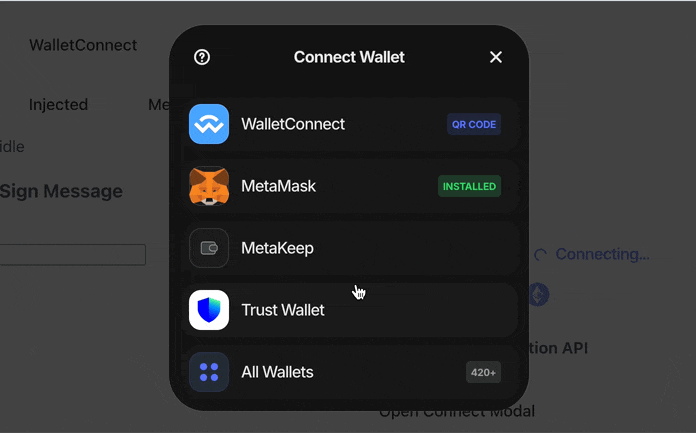 WalletConnect
Connect Wallet
Injected
Me
WalletConnect
QR CODE
idle
MetaMask
INSTALLED
Sign Message
MetaKeep
Connecting...
Trust Wallet
tion API
All Wallets
420+
Open Connect Modal